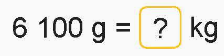 6 100 g = ? kg